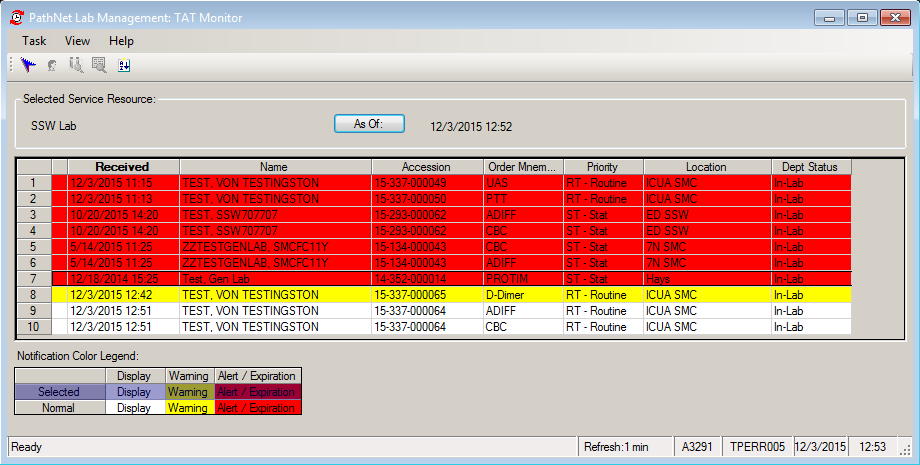 PathNet Lab Management: TAT Monitor
Task View Help
Selected Service Resource:
SSW Lab As Of: 12/3/2015 12:52
Received Name Accession Order Mnem... Priority Location Dept Status
1 12/3/2015 11:15 TEST, VON TESTINGSTON 15-337-000049 UAS RT - Routine ICUA SMC In-Lab
2 12/3/2015 11:13 TEST, VON TESTINGSTON 15-337-000050 PTT RT - Routine ICUA SMC In-Lab
3 10/20/2015 14:20 TEST, SSW707707 15-293-000062 ADIFF ST - Stat ED SSW In-Lab
4 10/20/2015 14:20 TEST, SSW707707 15-293-000062 CBC ST - Stat ED SSW In-Lab
5 5/14/2015 11:25 ZZTESTGENLAB, SMCFC11Y 15-134-000043 CBC ST - Stat 7N SMC In-Lab
6 5/14/2015 11:25 ZZTESTGENLAB, SMCFC11Y 15-134-000043 ADIFF ST - Stat 7N SMC In-Lab
7 12/18/2014 15:25 Test, Gen Lab 14-352-000014 PROTIM ST - Stat Hays In-Lab
8 12/3/2015 12:42 TEST, VON TESTINGSTON 15-337-000065 D-Dimer RT - Routine ICUA SMC In-Lab
9 12/3/2015 12:51 TEST, VON TESTINGSTON 15-337-000064 ADIFF RT - Routine ICUA SMC In-Lab
10 12/3/2015 12:51 TEST, VON TESTINGSTON 15-337-000064 CBC RT - Routine ICUA SMC In-Lab
Notification Color Legend:
Display Warning Alert / Expiration
Selected Display Warning Alert / Expiration
Normal Display Warning Alert / Expiration
Ready Refresh:1 min A3291 TPERR005 12/3/2015 12:53